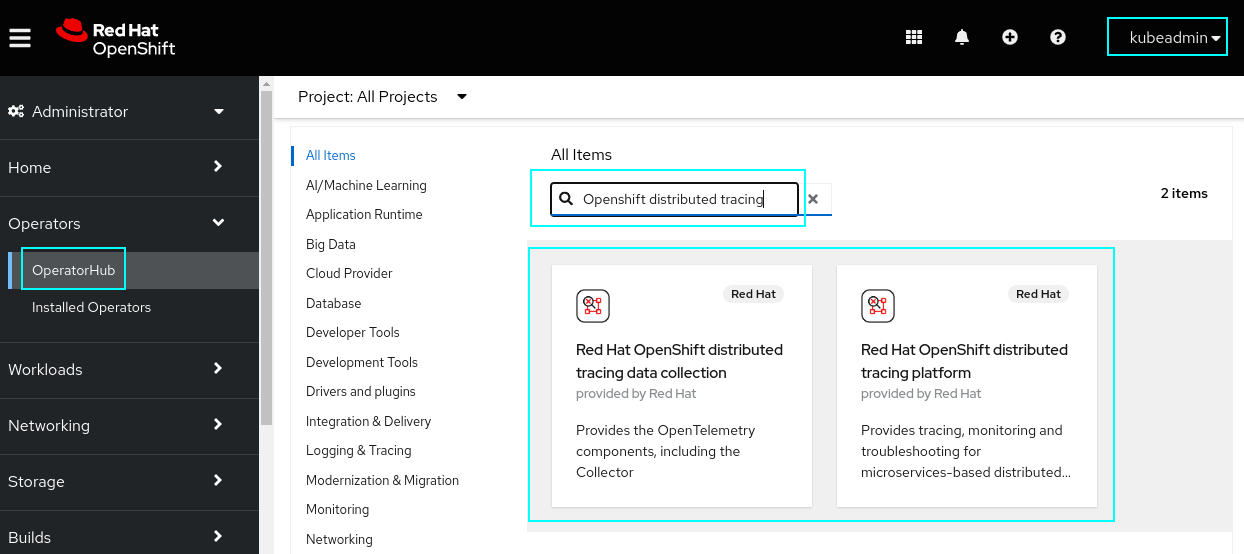 Red Hat
OpenShift
kubeadmin
Administrator
Home
Operators
OperatorHub
Installed Operators
Workloads
Networking
Storage
Builds
Project: All Projects
All Items
AI/Machine Learning
Application Runtime
Big Data
Cloud Provider
Database
Developer Tools
Development Tools
Drivers and plugins
Integration & Delivery
Logging & Tracing
Modernization & Migration
Monitoring
Networking
All Items
Openshift distributed tracing
2 items
Red Hat
Red Hat OpenShift distributed
tracing data collection
provided by Red Hat
Provides the OpenTelemetry
components, including the
Collector
Red Hat
Red Hat OpenShift distributed
tracing platform
provided by Red Hat
Provides tracing, monitoring and
troubleshooting for
microservices-based distributed...